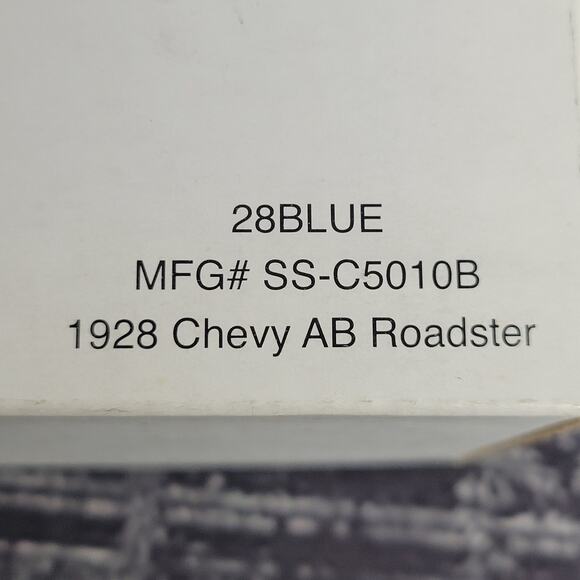 28BLUE
MFG# SS-C5010B
1928 Chevy AB Roadster